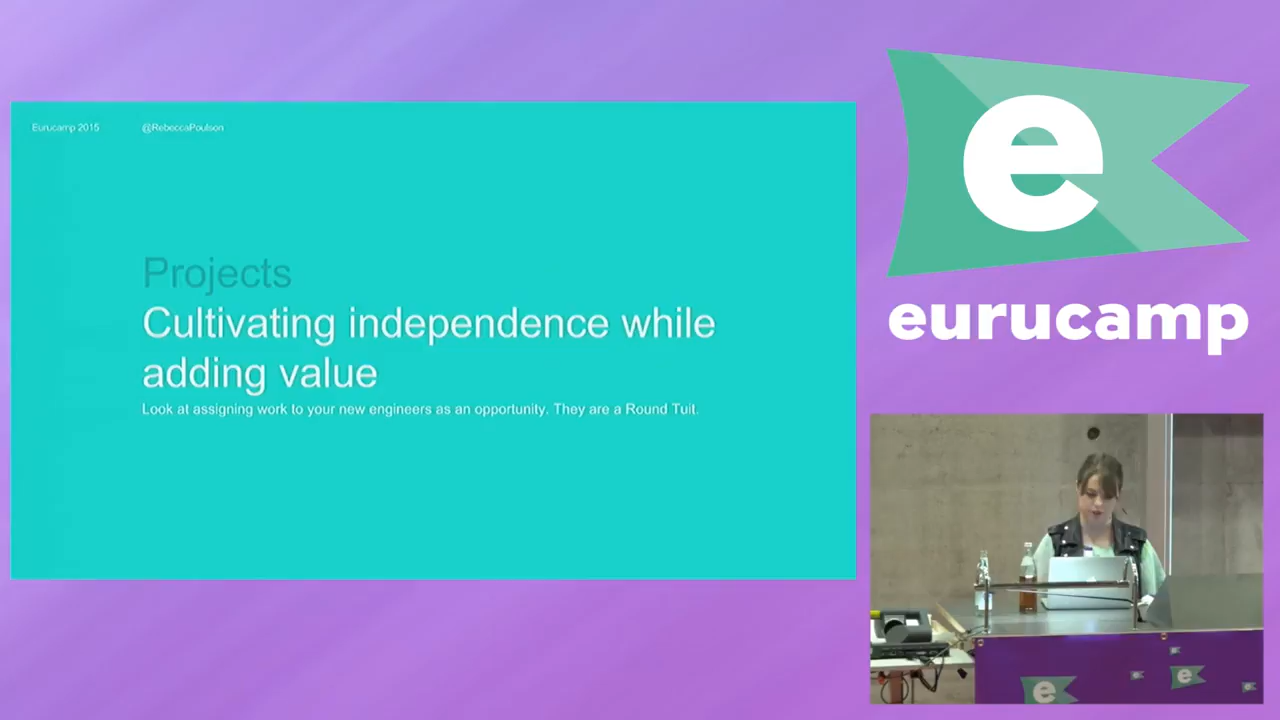 Eurucamp 2015 @RebeccaPoulson
Projects
Cultivating independence while
adding value
Look at assigning work to your new engineers as an opportunity. They are a Round Tuit.
e
eurucamp
e
e
e
e
e